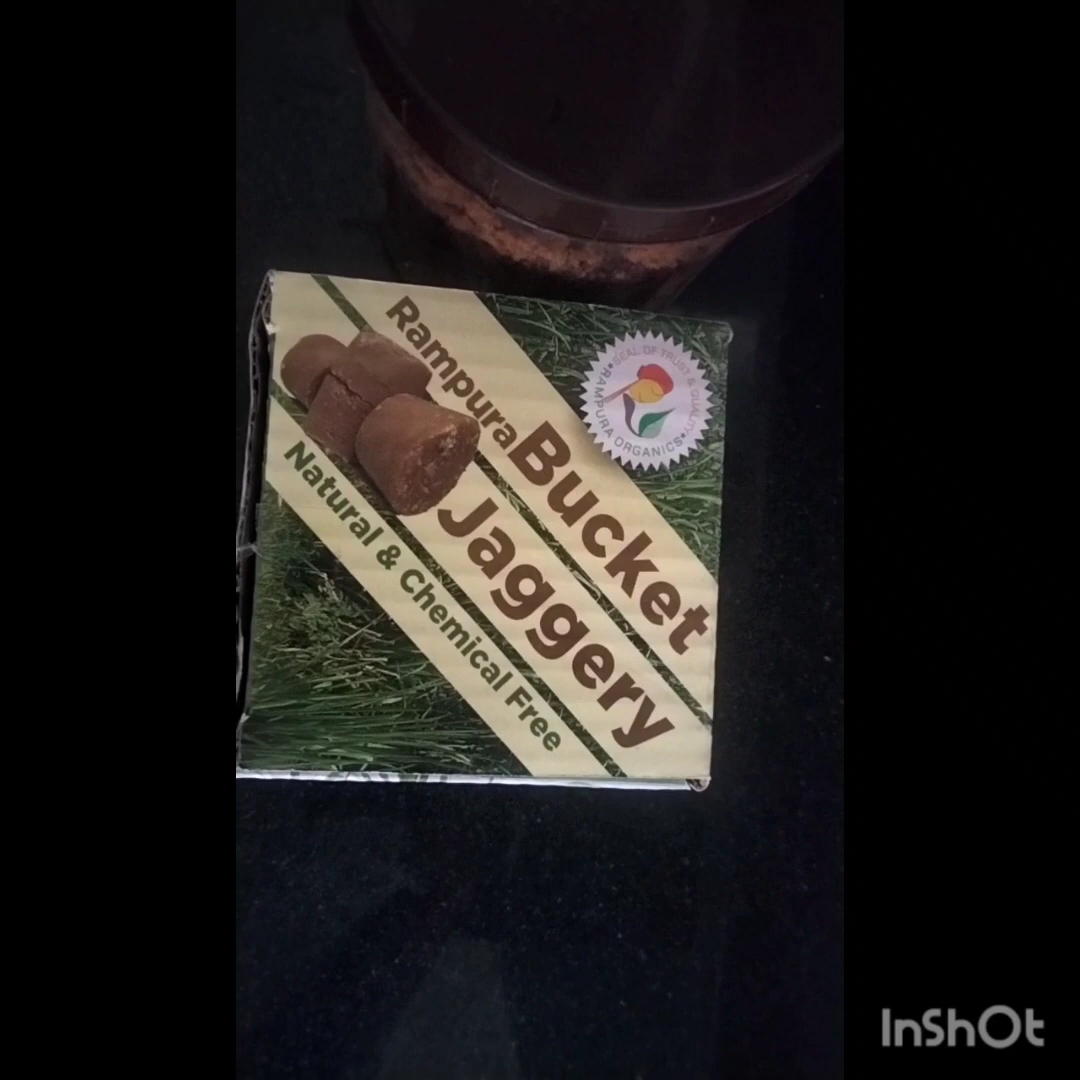 Rampura Bucket
Jaggery
Natural & Chemical Free
•SEAL OF TRUST & QUALITY•
RAMPURA ORGANICS
InShOt